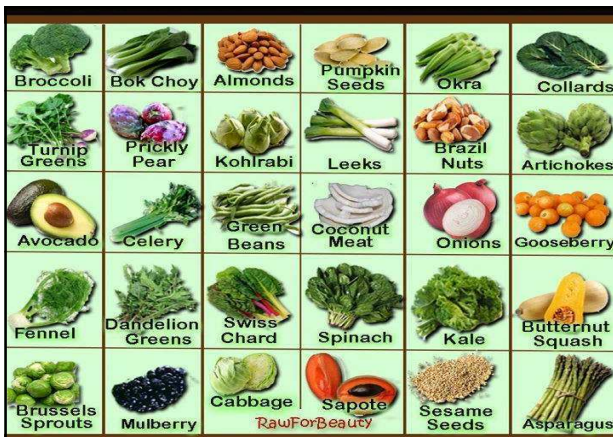 Broccoli
Bok Choy
Almonds
Pumpkin
Seeds
Okra
Collards
Turnip
Greens
Prickly
Pear
Kohlrabi
Leeks
Brazil
Nuts
Artichokes
Avocado
Celery
Green
Beans
Coconut
Meat
Onions
Gooseberry
Fennel
Dandelion
Greens
Swiss
Chard
Spinach
Kale
Butternut
Squash
Brussels
Sprouts
Mulberry
Cabbage
Sapote
Sesame
Seeds
Asparagus
RawForBeauty